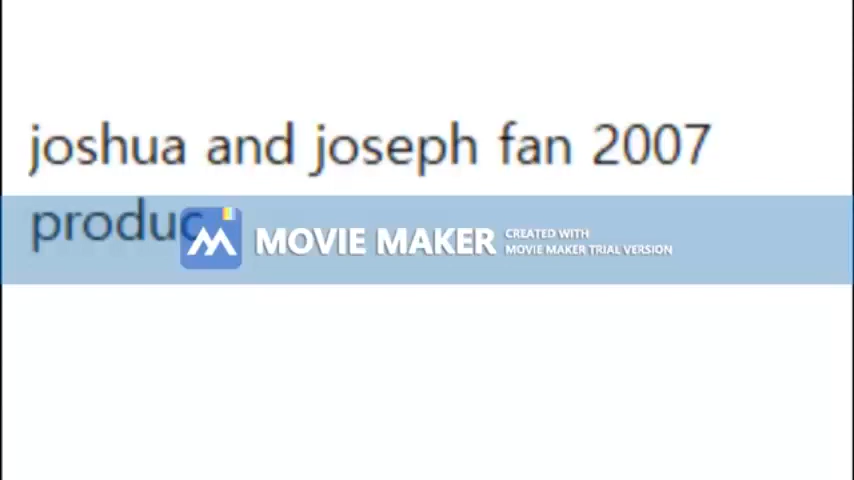 joshua and joseph fan 2007
produc
MOVIE MAKER
CREATED WITH
MOVIE MAKER TRIAL VERSION